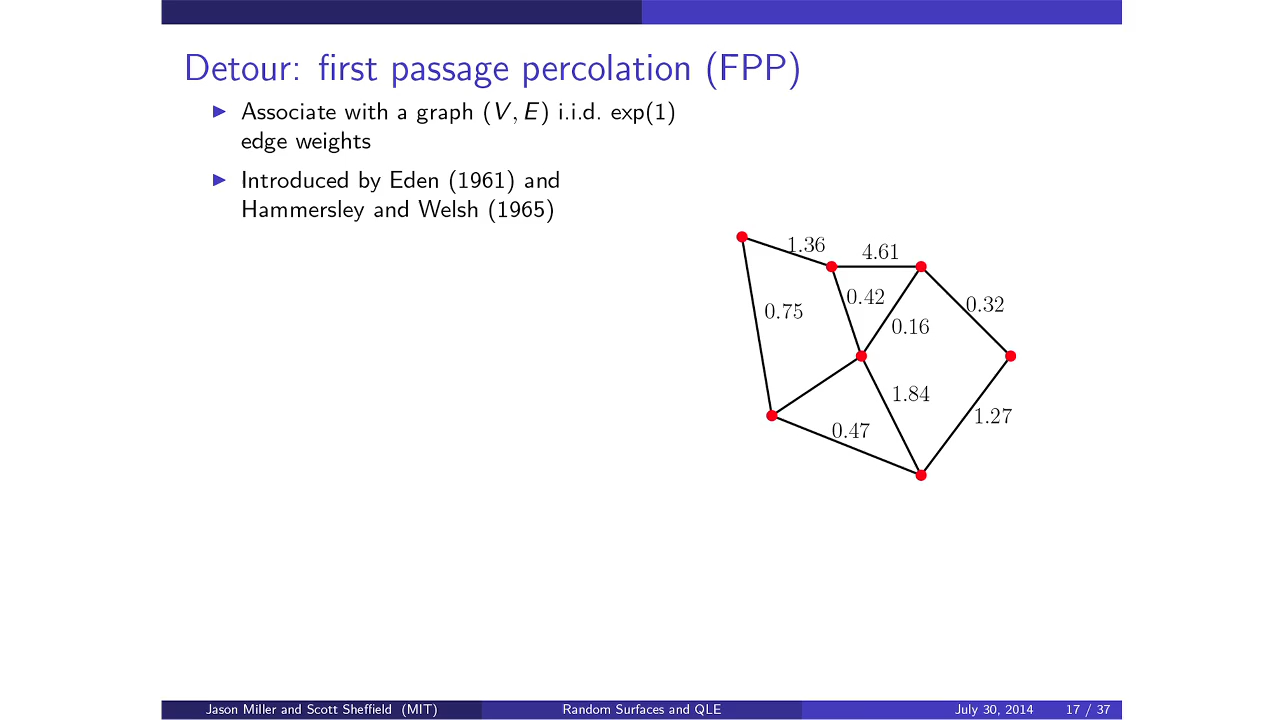 Detour: first passage percolation (FPP)
▶ Associate with a graph (V, E) i.i.d. exp(1)
edge weights
▶ Introduced by Eden (1961) and
Hammersley and Welsh (1965)
1.36
4.61
0.42
0.32
0.75
0.16
1.84
1.27
0.47
Jason Miller and Scott Sheffield (MIT)
Random Surfaces and QLE
July 30, 2014
17 / 37